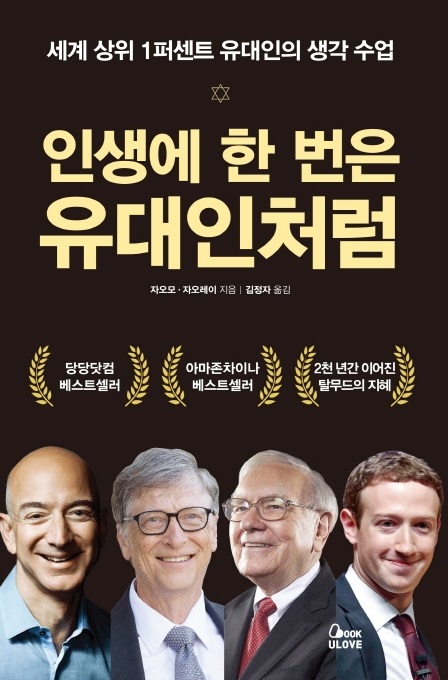 세계 상위 1퍼센트 유대인의 생각 수업
인생에 한 번은
유대인처럼
자오모 · 자오레이 지음 | 김정자 옮김
당당닷컴
베스트셀러
아마존차이나
베스트셀러
2천 년간 이어진
탈무드의 지혜
BOOK
ULOVE